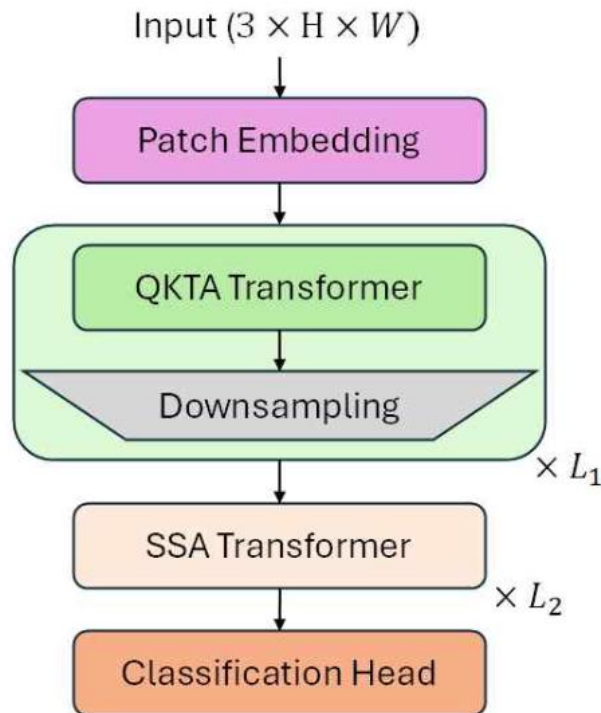 Input (3 × H × W)
Patch Embedding
QKTA Transformer
Downsampling
× L₁
SSA Transformer
× L₂
Classification Head